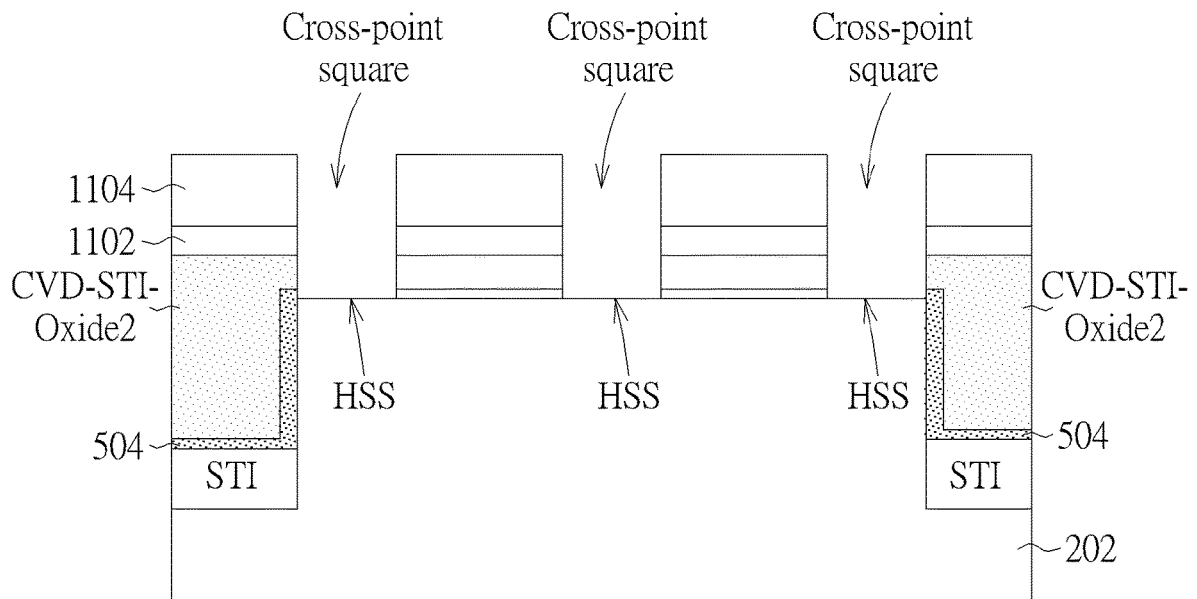 Cross-point
square
Cross-point
square
Cross-point
square
1104
1102
CVD-STI-
Oxide2
CVD-STI-
Oxide2
HSS
HSS
HSS
504
504
STI
STI
202